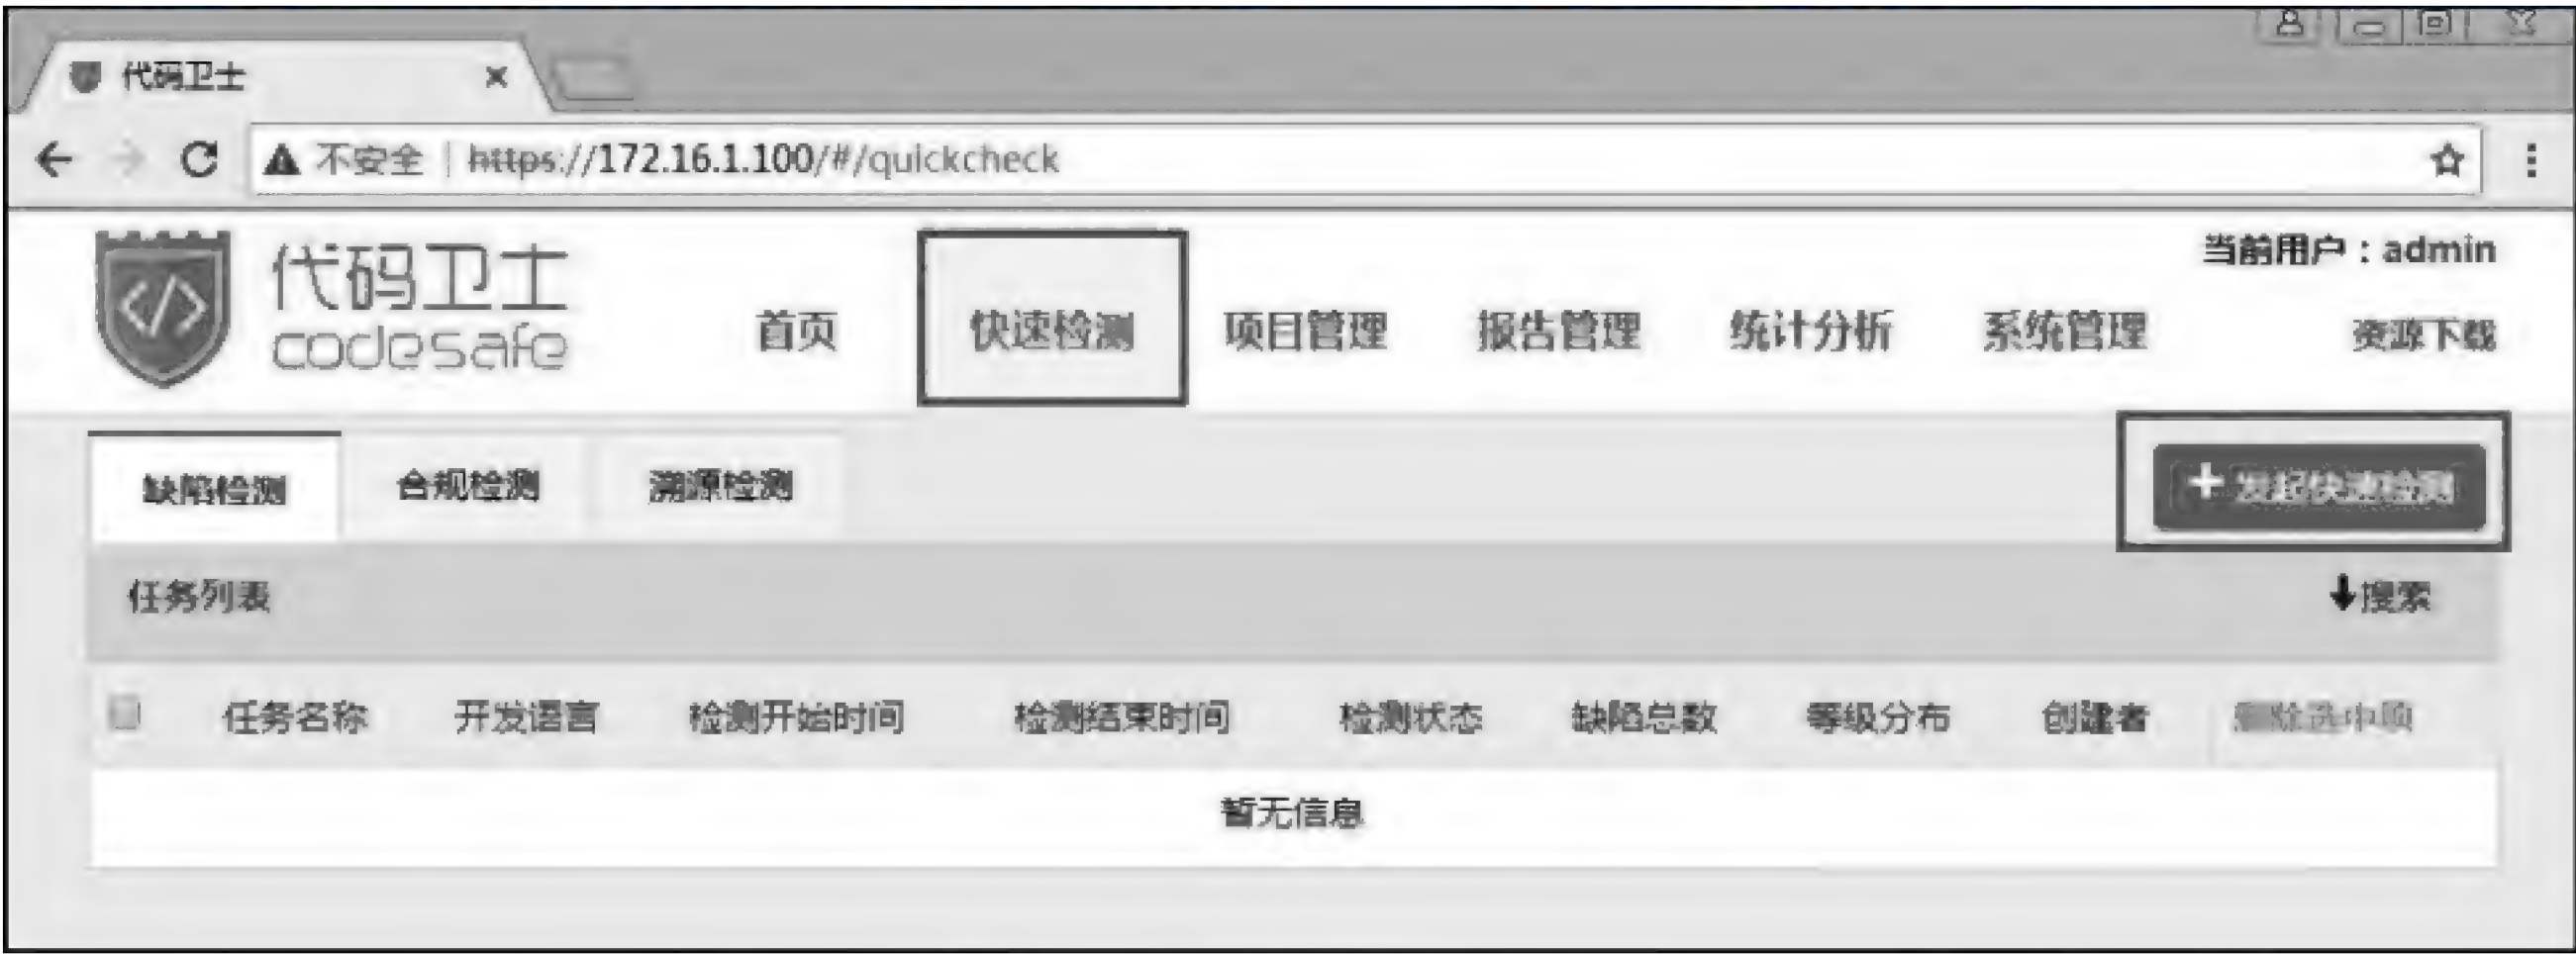 代码卫士
不安全 https://172.16.1.100/#/quickcheck
当前用户：admin
代码卫士
codesafe
首页 快速检测 项目管理 报告管理 统计分析 系统管理 资源下载
缺陷检测 合规检测 溯源检测 + 发起快速检测
任务列表 搜索
任务名称 开发语言 检测开始时间 检测结束时间 检测状态 缺陷总数 等级分布 创建者 删除选中项
暂无信息